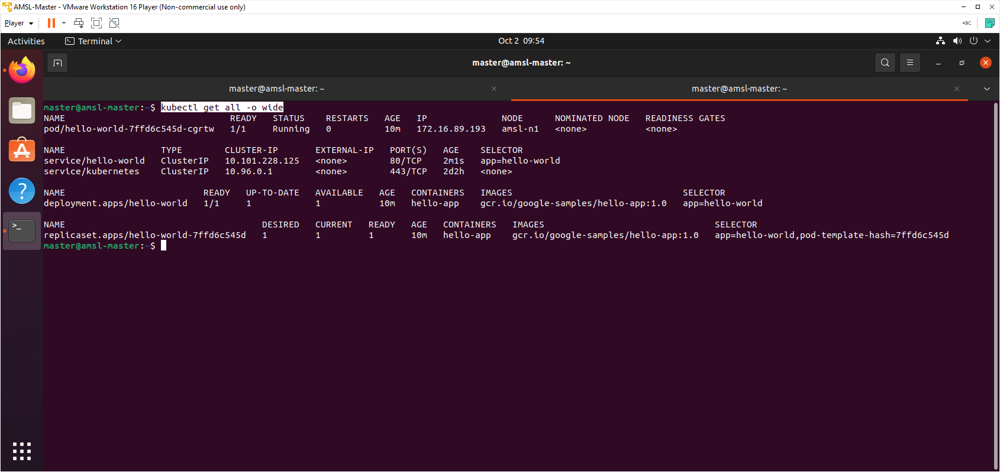 AMSL-Master - VMware Workstation 16 Player (Non-commercial use only)
Player
Activities Terminal Oct 2 09:54
master@amsl-master: ~
master@amsl-master: ~ master@amsl-master: ~
master@amsl-master:~$ kubectl get all -o wide
NAME READY STATUS RESTARTS AGE IP NODE NOMINATED NODE READINESS GATES
pod/hello-world-7ffd6c545d-cgrtw 1/1 Running 0 10m 172.16.89.193 amsl-n1 <none> <none>
NAME TYPE CLUSTER-IP EXTERNAL-IP PORT(S) AGE SELECTOR
service/hello-world ClusterIP 10.101.228.125 <none> 80/TCP 2m1s app=hello-world
service/kubernetes ClusterIP 10.96.0.1 <none> 443/TCP 2d2h <none>
NAME READY UP-TO-DATE AVAILABLE AGE CONTAINERS IMAGES SELECTOR
deployment.apps/hello-world 1/1 1 1 10m hello-app gcr.io/google-samples/hello-app:1.0 app=hello-world
NAME DESIRED CURRENT READY AGE CONTAINERS IMAGES SELECTOR
replicaset.apps/hello-world-7ffd6c545d 1 1 1 10m hello-app gcr.io/google-samples/hello-app:1.0 app=hello-world,pod-template-hash=7ffd6c545d
master@amsl-master:~$